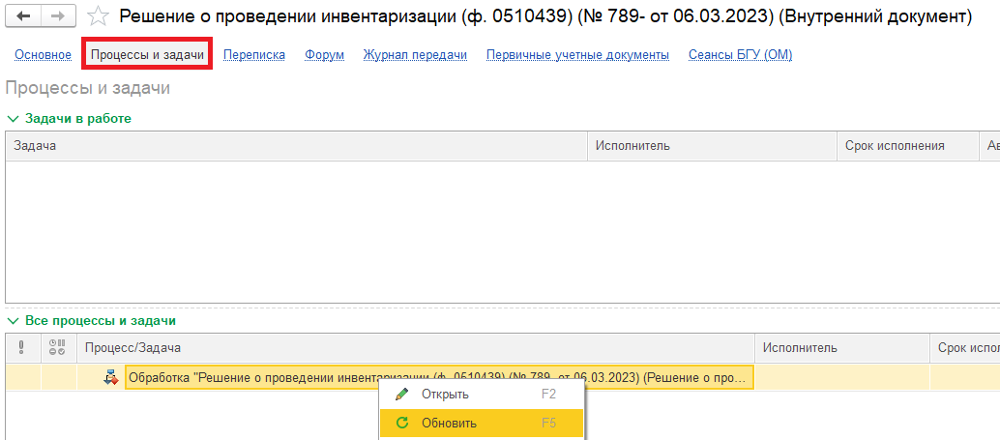 Решение о проведении инвентаризации (ф. 0510439) (№ 789- от 06.03.2023) (Внутренний документ)
Основное Процессы и задачи Переписка Форум Журнал передачи Первичные учетные документы Сеансы БГУ (ОМ)
Процессы и задачи
Задачи в работе
Задача Исполнитель Срок исполнения Ав
Все процессы и задачи
Процесс/Задача Исполнитель Срок испол
Обработка "Решение о проведении инвентаризации (ф. 0510439) (№ 789- от 06.03.2023) (Решение о про...
Открыть F2
Обновить F5